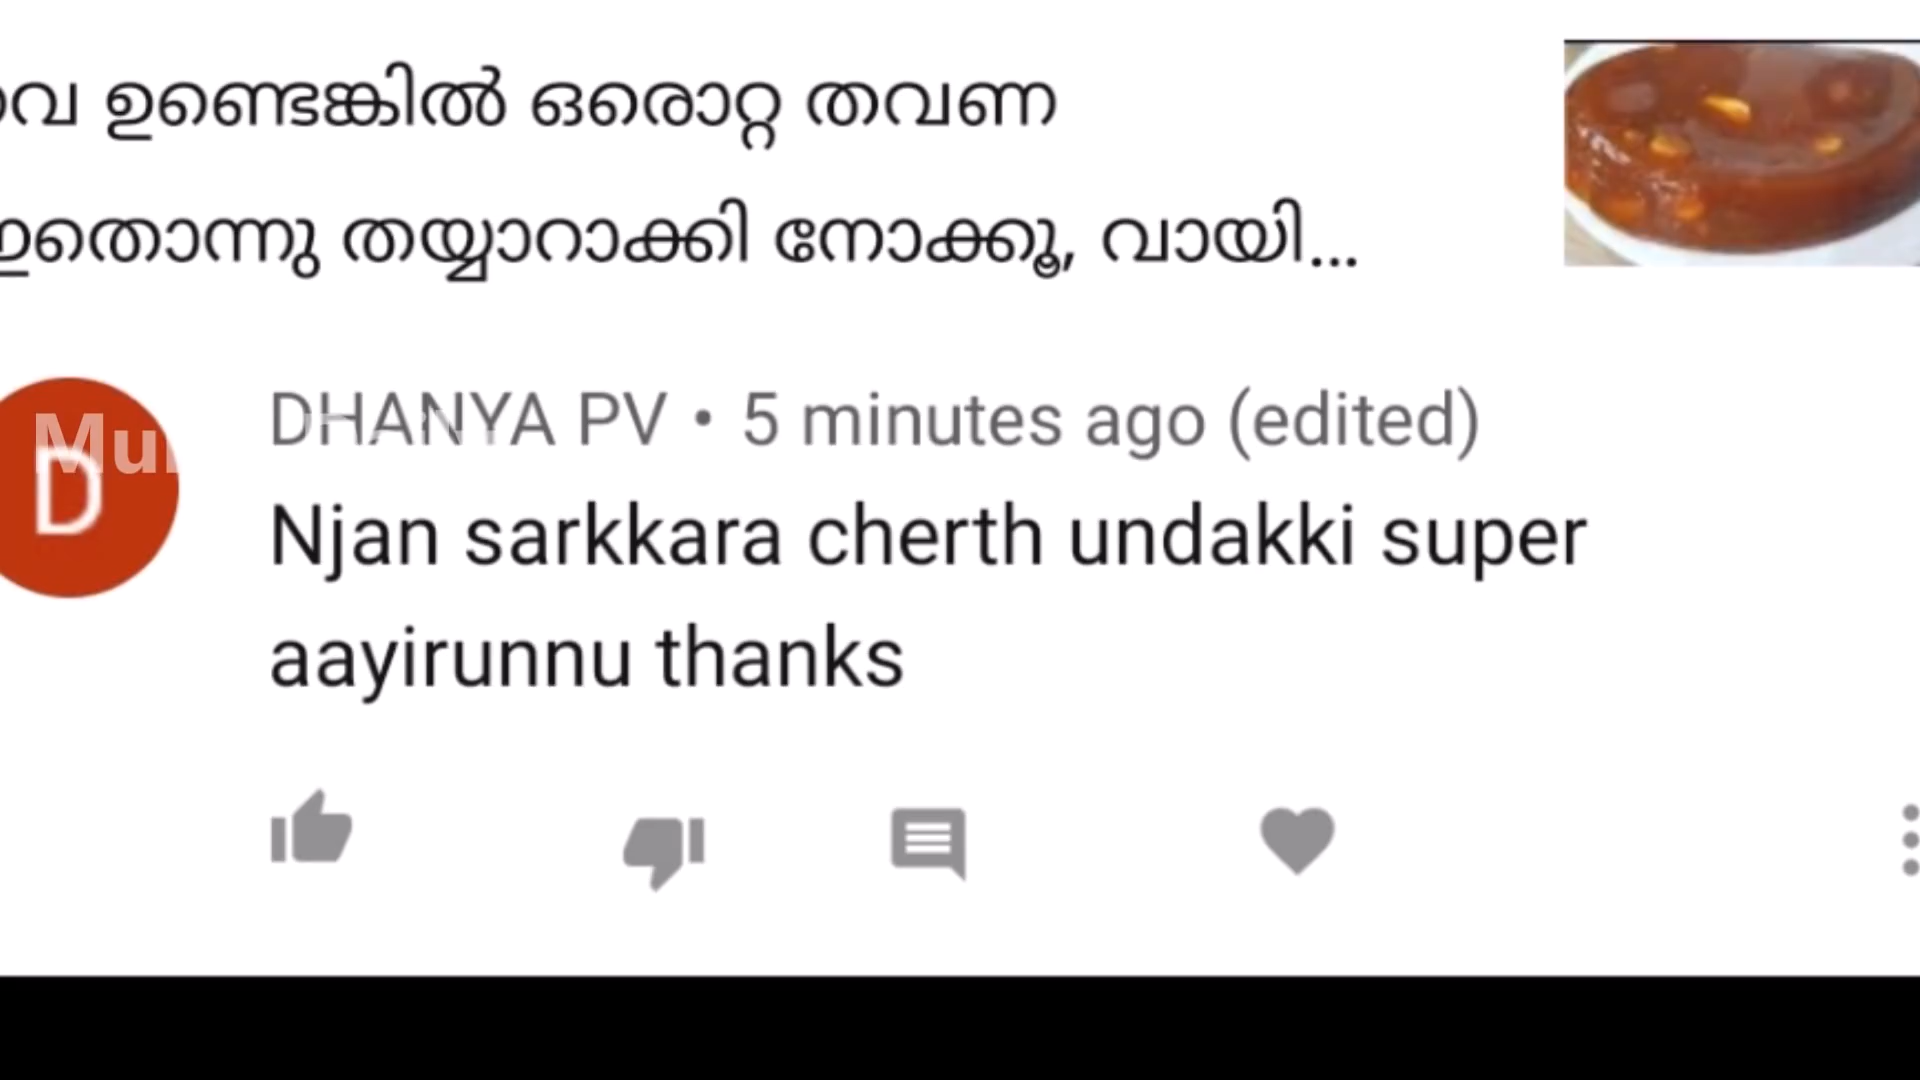 ഉണ്ടെങ്കിൽ ഒരൊറ്റ തവണ
ഇതൊന്നു തയ്യാറാക്കി നോക്കൂ, വായി...
DHANYA PV • 5 minutes ago (edited)
D
Njan sarkkara cherth undakki super
aayirunnu thanks